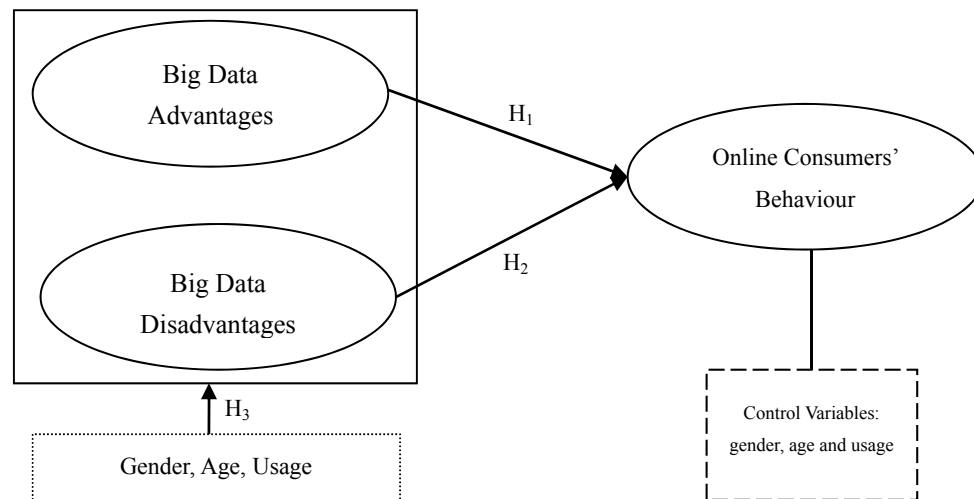 Big Data
Advantages
H₁
Online Consumers’
Behaviour
Big Data
Disadvantages
H₂
H₃
Gender, Age, Usage
Control Variables:
gender, age and usage